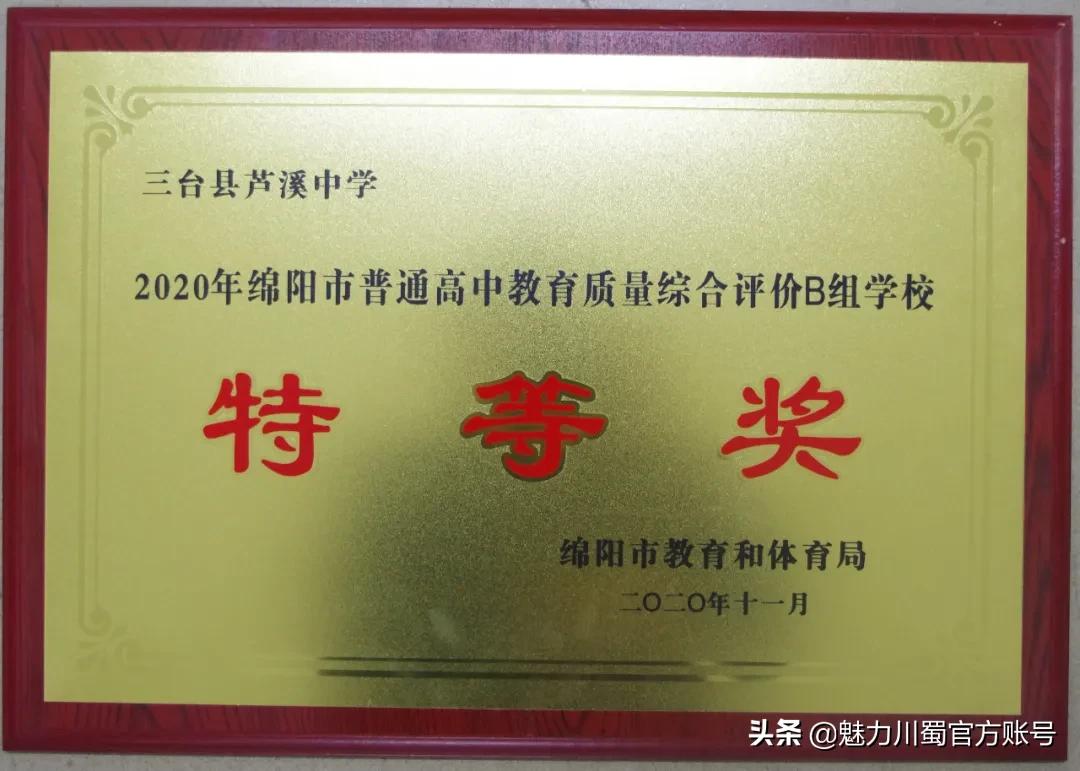 三台县芦溪中学
2020年绵阳市普通高中教育质量综合评价B组学校
特等奖
绵阳市教育和体育局
二〇二〇年十一月
头条 @魅力川蜀官方账号